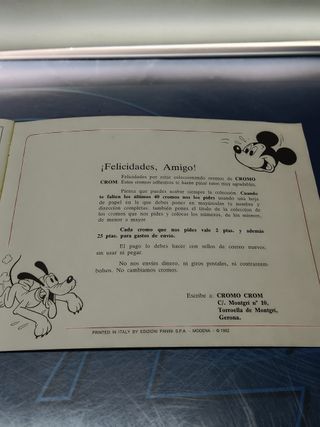 ¡Felicidades, Amigo!
Felicidades por estar coleccionando cromos de CROMO
CROM. Estos cromos adhesivos te harán pasar ratos muy agradables.
Piensa que puedes acabar siempre la colección. Cuando
te falten los últimos 40 cromos nos los pides usando una hoja
de papel en la que debes poner en mayúsculas tu nombre y
dirección completas, también pones el título de la colección de
los cromos que nos pides y colocas los números, de los mismos,
de menor a mayor.
Cada cromo que nos pides vale 2 ptas. y además
25 ptas. para gastos de envío.
El pago lo debes hacer con sellos de correo nuevos,
sin usar ni pegar.
No nos envíes dinero, ni giros postales, ni contrareem-
bolsos. No cambiamos cromos.
Escribe a: CROMO CROM
C/. Montgrí nº 10,
Torroella de Montgrí,
Gerona.
PRINTED IN ITALY BY EDIZIONI PANINI S.P.A. - MODENA - © 1982